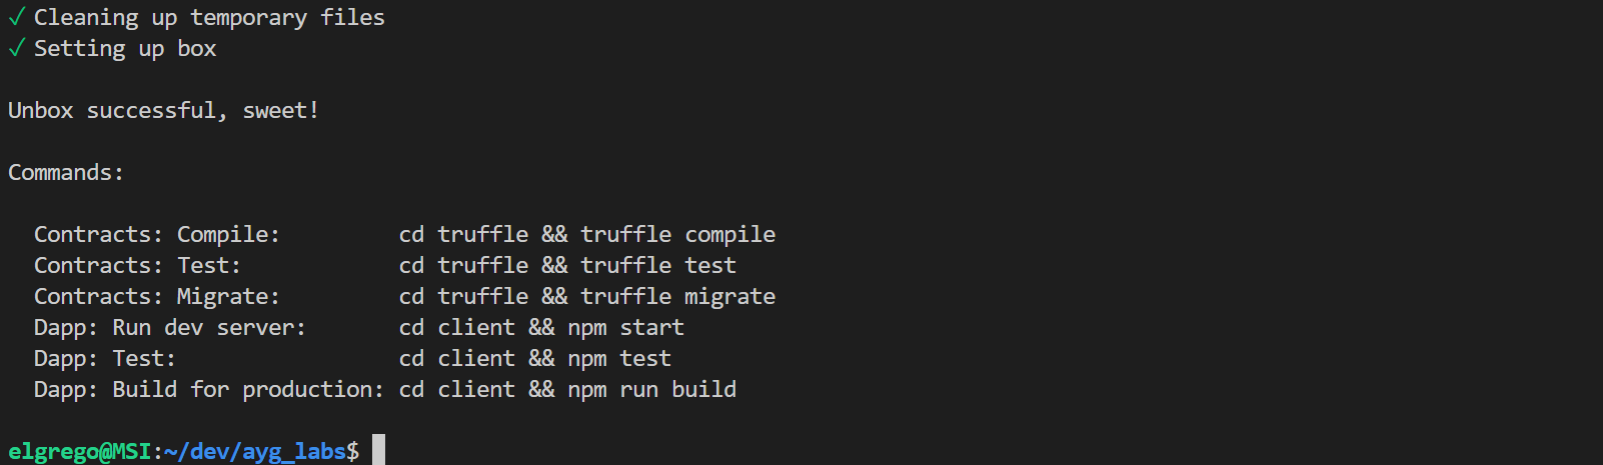 ✓ Cleaning up temporary files
✓ Setting up box
Unbox successful, sweet!
Commands:
Contracts: Compile: cd truffle && truffle compile
Contracts: Test: cd truffle && truffle test
Contracts: Migrate: cd truffle && truffle migrate
Dapp: Run dev server: cd client && npm start
Dapp: Test: cd client && npm test
Dapp: Build for production: cd client && npm run build
elgrego@MSI:~/dev/ayg_labs$